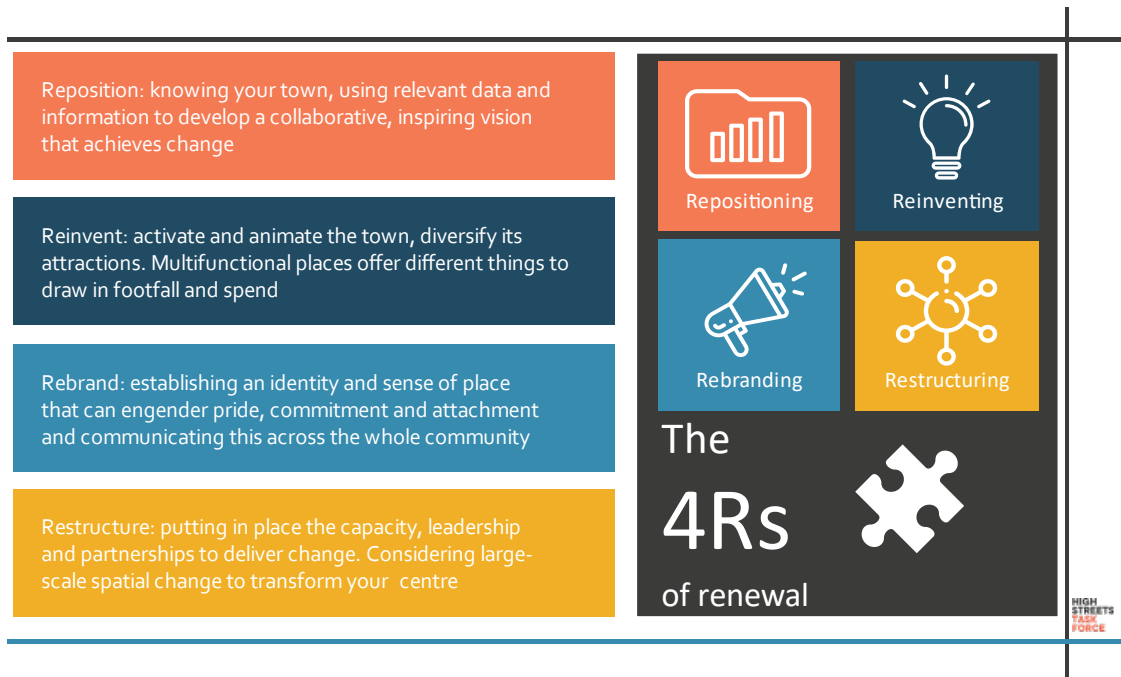 Reposition: knowing your town, using relevant data and
information to develop a collaborative, inspiring vision
that achieves change
Reinvent: activate and animate the town, diversify its
attractions. Multifunctional places offer different things to
draw in footfall and spend
Rebrand: establishing an identity and sense of place
that can engender pride, commitment and attachment
and communicating this across the whole community
Restructure: putting in place the capacity, leadership
and partnerships to deliver change. Considering large-
scale spatial change to transform your centre
Repositioning
Reinventing
Rebranding
Restructuring
The
4Rs
of renewal
HIGH
STREETS
TASK
FORCE